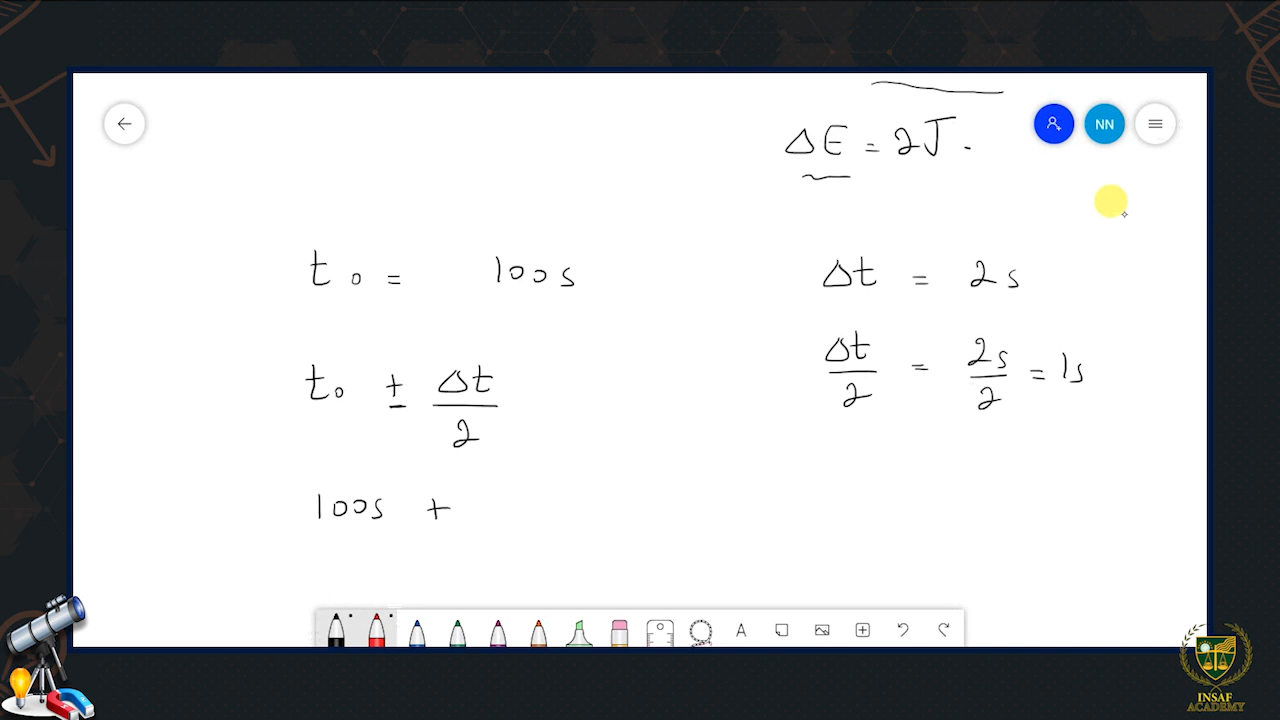 ΔE = 2J.
NN
t₀ = 100s
Δt = 2s
t₀ ± Δt/2
Δt/2 = 2s/2 = 1s
100s +
A
INSAF
ACADEMY